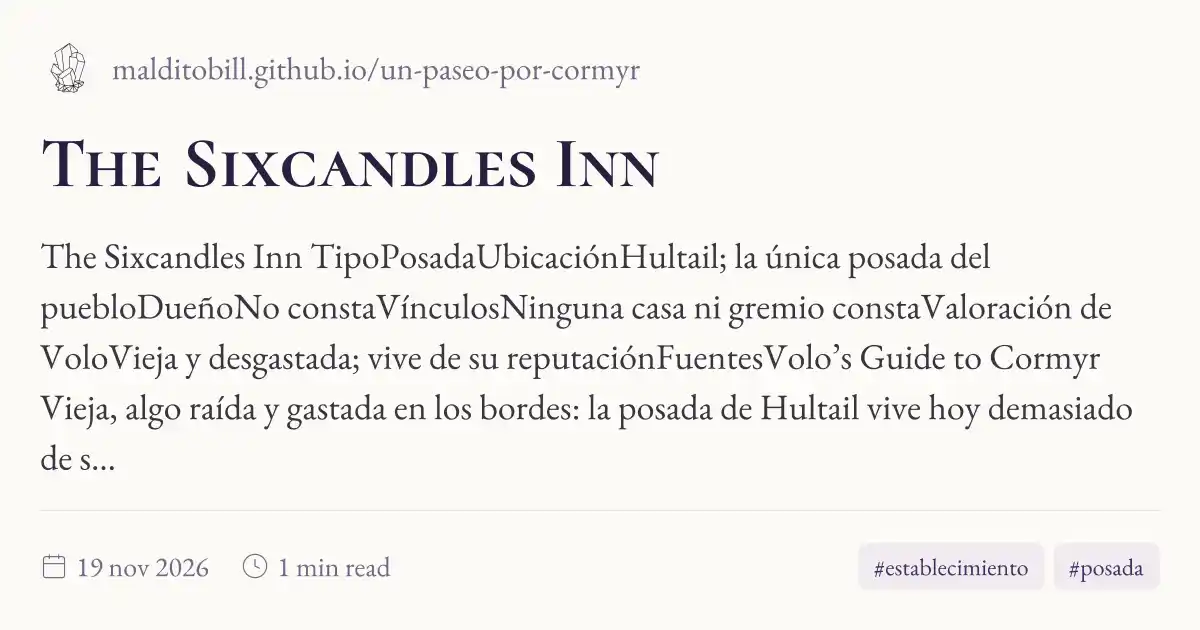 malditobill.github.io/un-paseo-por-cormyr
The Sixcandles Inn
The Sixcandles Inn TipoPosadaUbicaciónHultail; la única posada del
puebloDueñoNo constaVínculosNinguna casa ni gremio constaValoración de
VoloVieja y desgastada; vive de su reputaciónFuentesVolo’s Guide to Cormyr
Vieja, algo raída y gastada en los bordes: la posada de Hultail vive hoy demasiado
de s...
19 nov 2026 1 min read #establecimiento #posada